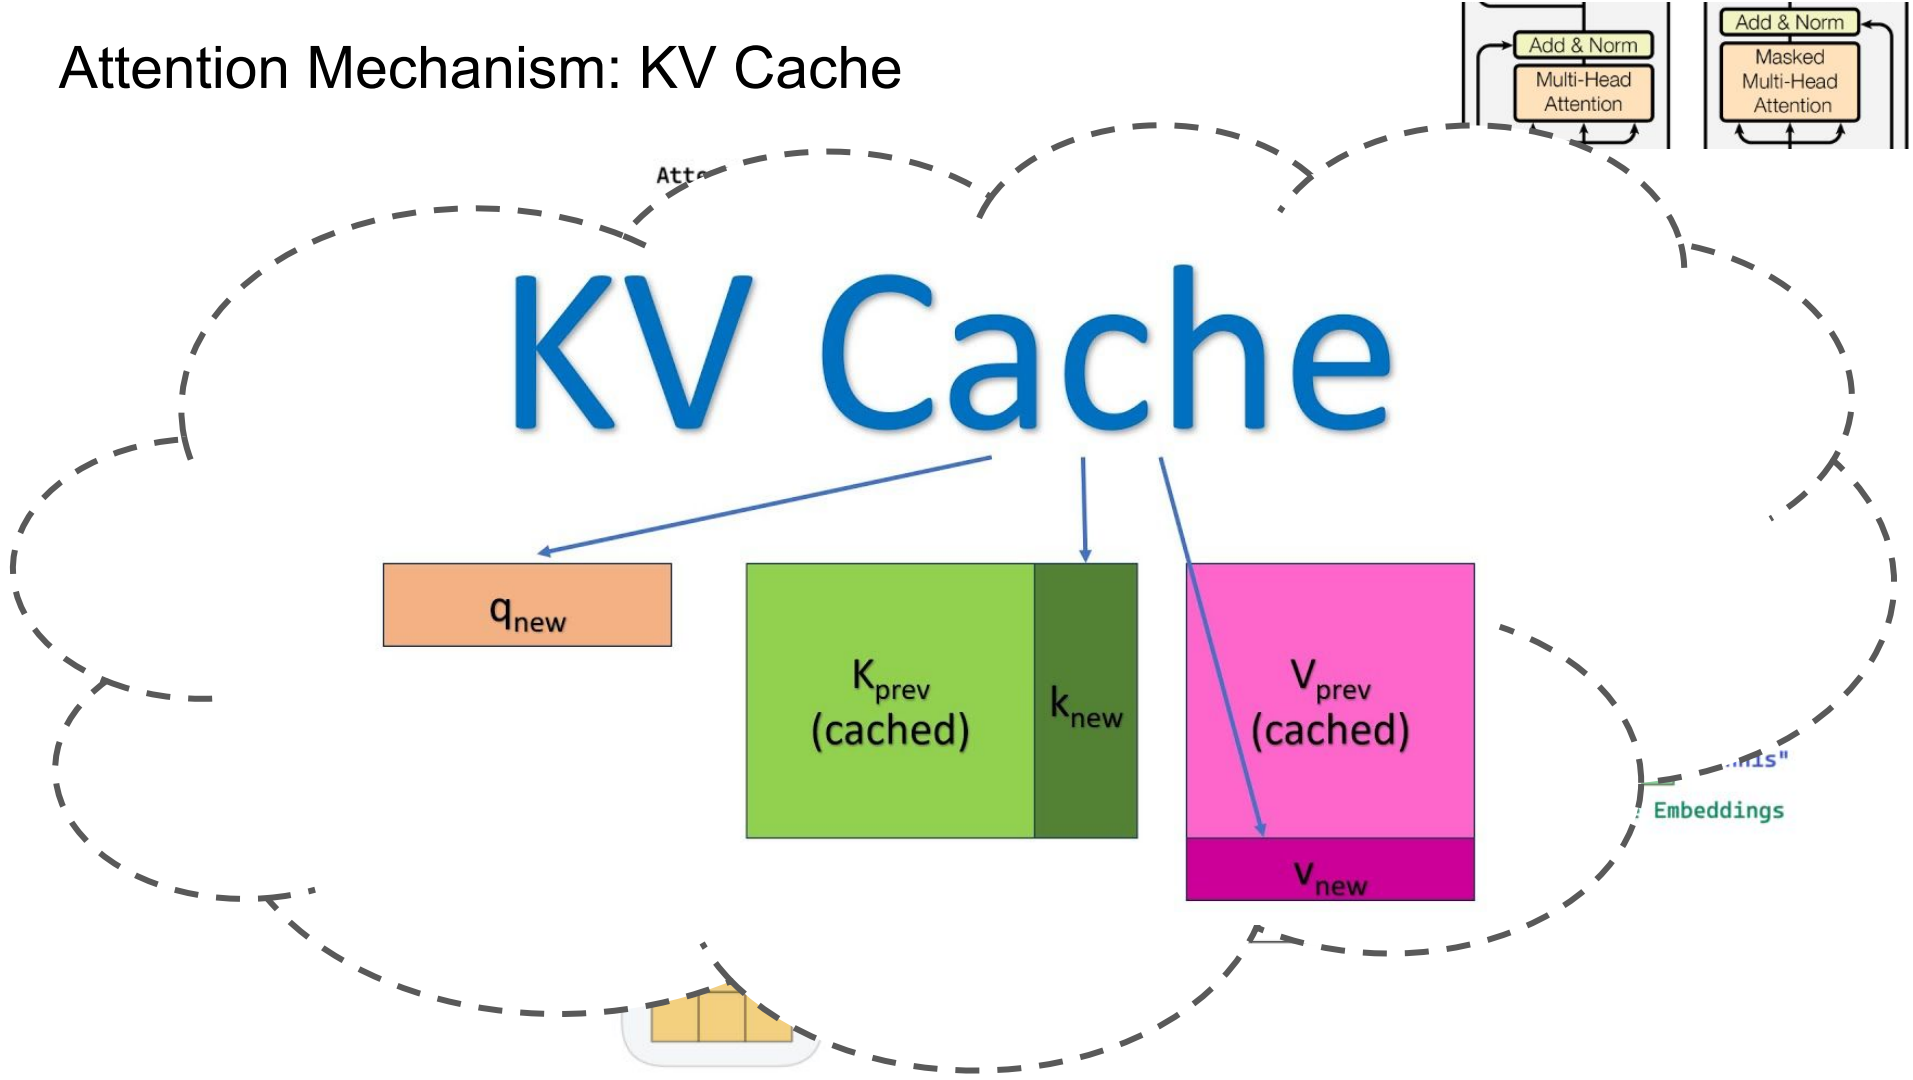 Attention Mechanism: KV Cache
Add & Norm
Multi-Head
Attention
Add & Norm
Masked
Multi-Head
Attention
KV Cache
qnew
Kprev
(cached)
knew
Vprev
(cached)
vnew
Embeddings